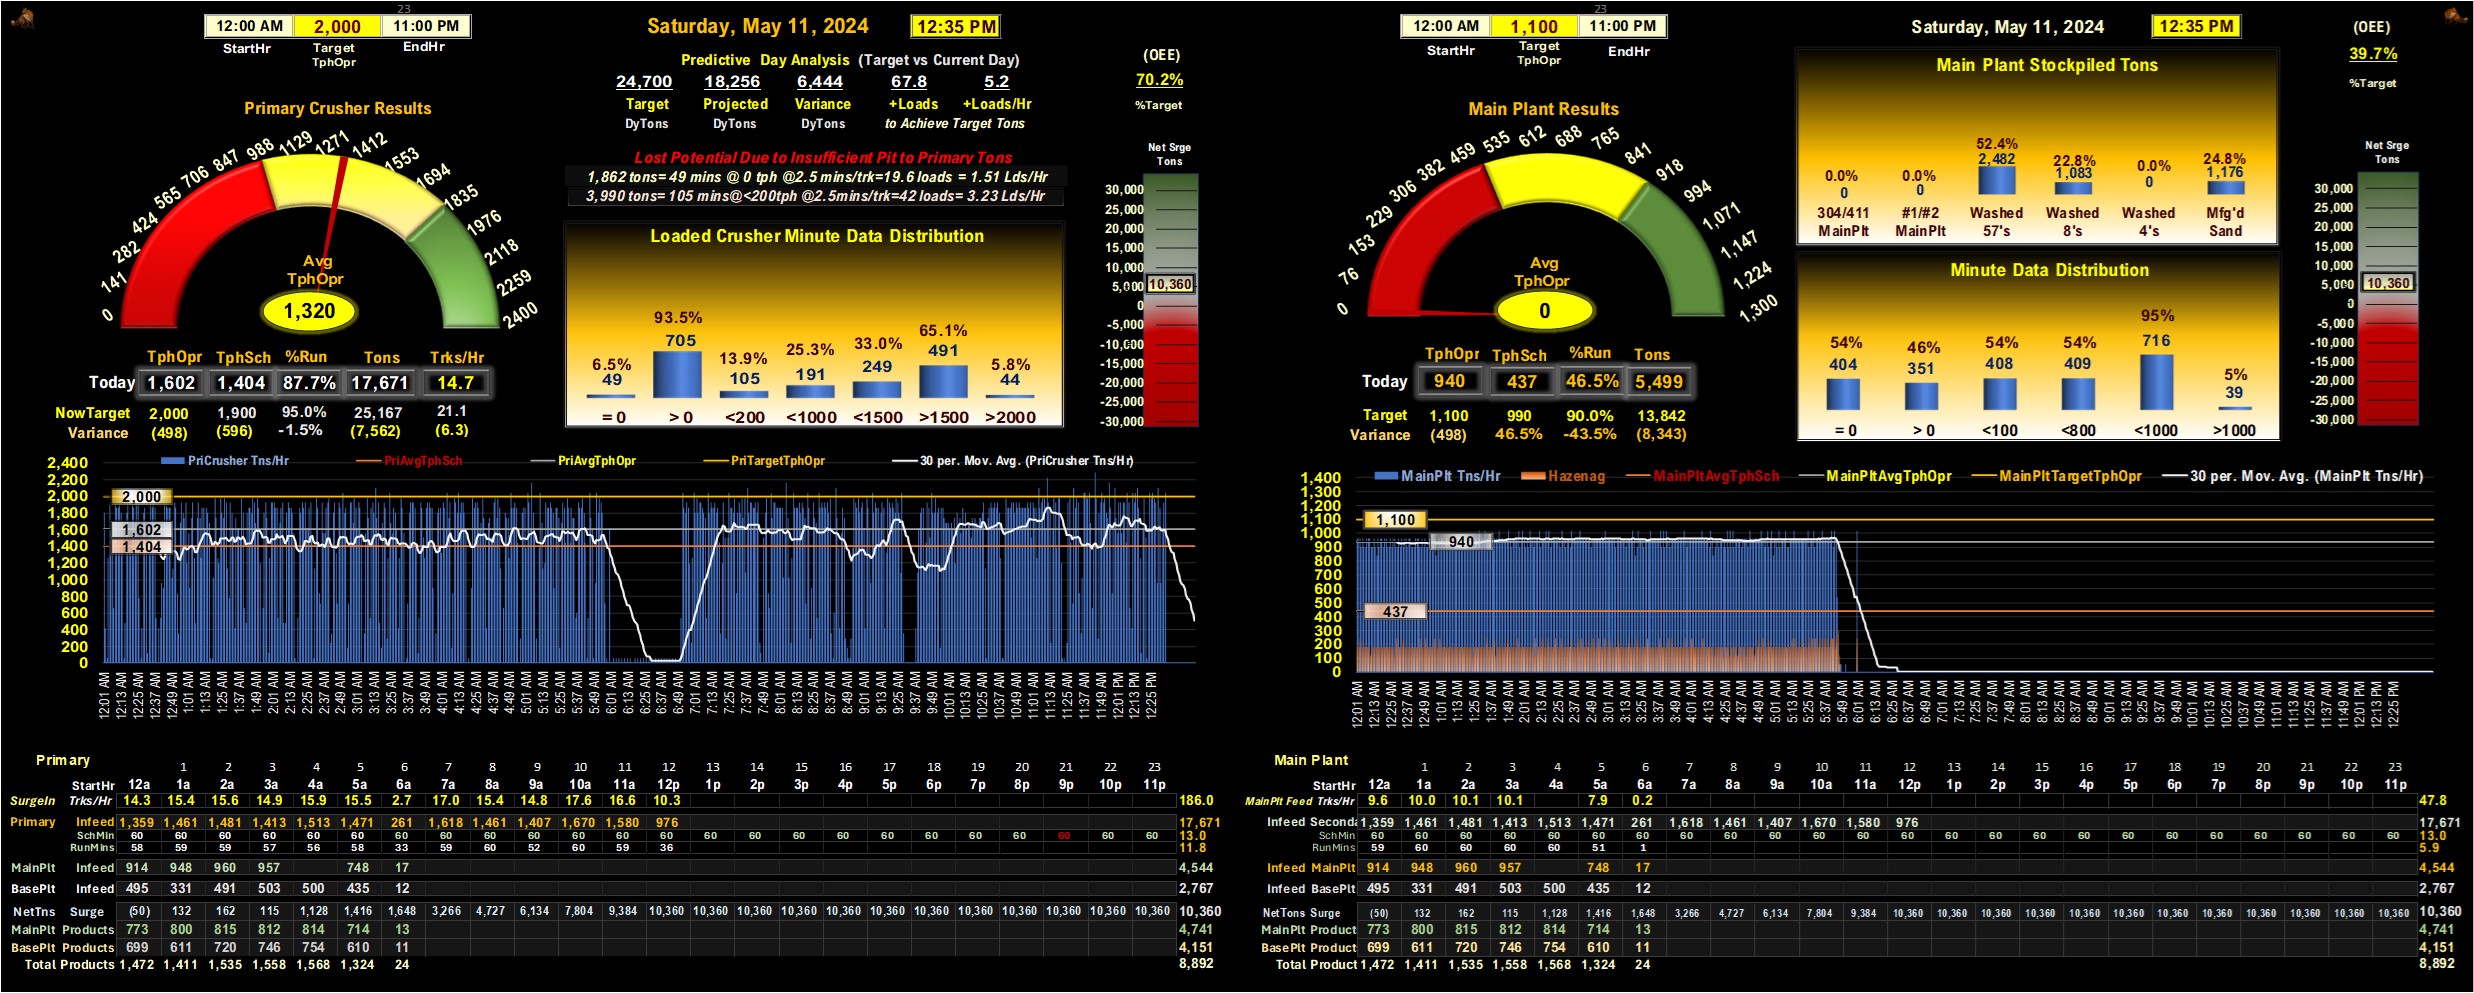 23
12:00 AM 2,000 11:00 PM
StartHr Target TphOpr EndHr
Saturday, May 11, 2024 12:35 PM
Predictive Day Analysis (Target vs Current Day)
24,700 18,256 6,444 67.8 5.2
Target Projected Variance +Loads +Loads/Hr
DyTons DyTons DyTons to Achieve Target Tons
(OEE)
70.2%
%Target
Primary Crusher Results
0 141 282 424 565 706 847 988 1129 1271 1412 1553 1694 1835 1976 2118 2259 2400
Avg
TphOpr
1,320
Lost Potential Due to Insufficient Pit to Primary Tons
1,862 tons= 49 mins @ 0 tph @2.5 mins/trk=19.6 loads = 1.51 Lds/Hr
3,990 tons= 105 mins@<200tph @2.5mins/trk=42 loads= 3.23 Lds/Hr
Loaded Crusher Minute Data Distribution
6.5% 93.5% 13.9% 25.3% 33.0% 65.1% 5.8%
49 705 105 191 249 491 44
= 0 > 0 <200 <1000 <1500 >1500 >2000
Net Srge
Tons
30,000
25,000
20,000
15,000
10,000
5,000
0
-5,000
-10,000
-15,000
-20,000
-25,000
-30,000
10,360
TphOpr TphSch %Run Tons Trks/Hr
Today 1,602 1,404 87.7% 17,671 14.7
NowTarget 2,000 1,900 95.0% 25,167 21.1
Variance (498) (596) -1.5% (7,562) (6.3)
PriCrusher Tns/Hr PriAvgTphSch PriAvgTphOpr PriTargetTphOpr 30 per. Mov. Avg. (PriCrusher Tns/Hr)
2,400
2,200
2,000
1,800
1,600
1,400
1,200
1,000
800
600
400
200
0
2,000
1,602
1,404
12:01 AM 12:13 AM 12:25 AM 12:37 AM 12:49 AM 1:01 AM 1:13 AM 1:25 AM 1:37 AM 1:49 AM 2:01 AM 2:13 AM 2:25 AM 2:37 AM 2:49 AM 3:01 AM 3:13 AM 3:25 AM 3:37 AM 3:49 AM 4:01 AM 4:13 AM 4:25 AM 4:37 AM 4:49 AM 5:01 AM 5:13 AM 5:25 AM 5:37 AM 5:49 AM 6:01 AM 6:13 AM 6:25 AM 6:37 AM 6:49 AM 7:01 AM 7:13 AM 7:25 AM 7:37 AM 7:49 AM 8:01 AM 8:13 AM 8:25 AM 8:37 AM 8:49 AM 9:01 AM 9:13 AM 9:25 AM 9:37 AM 9:49 AM 10:01 AM 10:13 AM 10:25 AM 10:37 AM 10:49 AM 11:01 AM 11:13 AM 11:25 AM 11:37 AM 11:49 AM 12:01 PM 12:13 PM 12:25 PM
Primary 1 2 3 4 5 6 7 8 9 10 11 12 13 14 15 16 17 18 19 20 21 22 23
StartHr 12a 1a 2a 3a 4a 5a 6a 7a 8a 9a 10a 11a 12p 1p 2p 3p 4p 5p 6p 7p 8p 9p 10p 11p
SurgeIn Trks/Hr 14.3 15.4 15.6 14.9 15.9 15.5 2.7 17.0 15.4 14.8 17.6 16.6 10.3 186.0
Primary Infeed 1,359 1,461 1,481 1,413 1,513 1,471 261 1,618 1,461 1,407 1,670 1,580 976 17,671
SchMin 60 60 60 60 60 60 60 60 60 60 60 60 60 60 60 60 60 60 60 60 60 60 60 60 13.0
RunMins 58 59 59 57 56 58 33 59 60 52 60 59 36 11.8
MainPlt Infeed 914 948 960 957 748 17 4,544
BasePlt Infeed 495 331 491 503 500 435 12 2,767
NetTns Surge (50) 132 162 115 1,128 1,416 1,648 3,266 4,727 6,134 7,804 9,384 10,360 10,360 10,360 10,360 10,360 10,360 10,360 10,360 10,360 10,360 10,360 10,360 10,360
MainPlt Products 773 800 815 812 814 714 13 4,741
BasePlt Products 699 611 720 746 754 610 11 4,151
Total Products 1,472 1,411 1,535 1,558 1,568 1,324 24 8,892
23
12:00 AM 1,100 11:00 PM
StartHr Target TphOpr EndHr
Saturday, May 11, 2024 12:35 PM
(OEE)
39.7%
%Target
Main Plant Results
0 76 153 229 306 382 459 535 612 688 765 841 918 994 1,071 1,147 1,224 1,300
Avg
TphOpr
0
Main Plant Stockpiled Tons
0.0% 0.0% 52.4% 22.8% 0.0% 24.8%
0 0 2,482 1,083 0 1,176
304/411 #1/#2 Washed Washed Washed Mfg'd
MainPlt MainPlt 57's 8's 4's Sand
Minute Data Distribution
54% 46% 54% 54% 95% 5%
404 351 408 409 716 39
= 0 > 0 <100 <800 <1000 >1000
Net Srge
Tons
30,000
25,000
20,000
15,000
10,000
5,000
0
-5,000
-10,000
-15,000
-20,000
-25,000
-30,000
10,360
TphOpr TphSch %Run Tons
Today 940 437 46.5% 5,499
Target 1,100 990 90.0% 13,842
Variance (498) 46.5% -43.5% (8,343)
MainPlt Tns/Hr Hazenag MainPltAvgTphSch MainPltAvgTphOpr MainPltTargetTphOpr 30 per. Mov. Avg. (MainPlt Tns/Hr)
1,400
1,300
1,200
1,100
1,000
900
800
700
600
500
400
300
200
100
0
1,100
940
437
12:01 AM 12:13 AM 12:25 AM 12:37 AM 12:49 AM 1:01 AM 1:13 AM 1:25 AM 1:37 AM 1:49 AM 2:01 AM 2:13 AM 2:25 AM 2:37 AM 2:49 AM 3:01 AM 3:13 AM 3:25 AM 3:37 AM 3:49 AM 4:01 AM 4:13 AM 4:25 AM 4:37 AM 4:49 AM 5:01 AM 5:13 AM 5:25 AM 5:37 AM 5:49 AM 6:01 AM 6:13 AM 6:25 AM 6:37 AM 6:49 AM 7:01 AM 7:13 AM 7:25 AM 7:37 AM 7:49 AM 8:01 AM 8:13 AM 8:25 AM 8:37 AM 8:49 AM 9:01 AM 9:13 AM 9:25 AM 9:37 AM 9:49 AM 10:01 AM 10:13 AM 10:25 AM 10:37 AM 10:49 AM 11:01 AM 11:13 AM 11:25 AM 11:37 AM 11:49 AM 12:01 PM 12:13 PM 12:25 PM
Main Plant 1 2 3 4 5 6 7 8 9 10 11 12 13 14 15 16 17 18 19 20 21 22 23
StartHr 12a 1a 2a 3a 4a 5a 6a 7a 8a 9a 10a 11a 12p 1p 2p 3p 4p 5p 6p 7p 8p 9p 10p 11p
MainPlt Feed Trks/Hr 9.6 10.0 10.1 10.1 7.9 0.2 47.8
Infeed Seconda 1,359 1,461 1,481 1,413 1,513 1,471 261 1,618 1,461 1,407 1,670 1,580 976 17,671
SchMin 60 60 60 60 60 60 60 60 60 60 60 60 60 60 60 60 60 60 60 60 60 60 60 60 13.0
RunMins 59 60 60 60 60 51 1 5.9
Infeed MainPlt 914 948 960 957 748 17 4,544
Infeed BasePlt 495 331 491 503 500 435 12 2,767
NetTons Surge (50) 132 162 115 1,128 1,416 1,648 3,266 4,727 6,134 7,804 9,384 10,360 10,360 10,360 10,360 10,360 10,360 10,360 10,360 10,360 10,360 10,360 10,360 10,360
MainPlt Product 773 800 815 812 814 714 13 4,741
BasePlt Product 699 611 720 746 754 610 11 4,151
Total Product 1,472 1,411 1,535 1,558 1,568 1,324 24 8,892